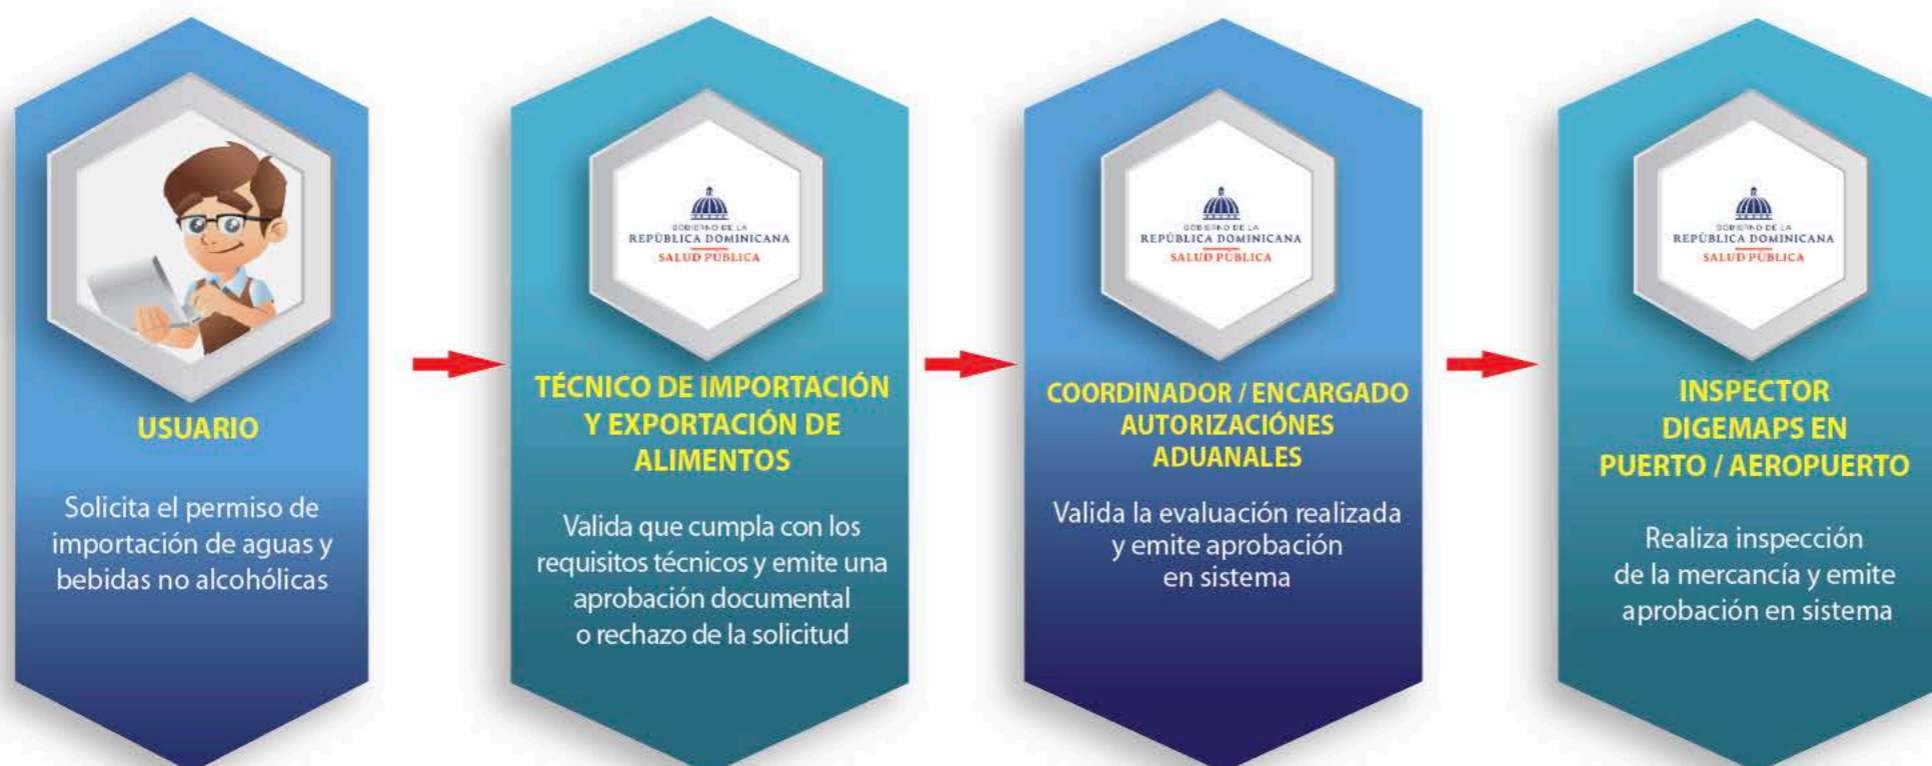 USUARIO
Solicita el permiso de
importación de aguas y
bebidas no alcohólicas
GOBIERNO DE LA
REPÚBLICA DOMINICANA
SALUD PÚBLICA
TÉCNICO DE IMPORTACIÓN
Y EXPORTACIÓN DE
ALIMENTOS
Valida que cumpla con los
requisitos técnicos y emite una
aprobación documental
o rechazo de la solicitud
GOBIERNO DE LA
REPÚBLICA DOMINICANA
SALUD PÚBLICA
COORDINADOR / ENCARGADO
AUTORIZACIÓNES
ADUANALES
Valida la evaluación realizada
y emite aprobación
en sistema
GOBIERNO DE LA
REPÚBLICA DOMINICANA
SALUD PÚBLICA
INSPECTOR
DIGEMAPS EN
PUERTO / AEROPUERTO
Realiza inspección
de la mercancía y emite
aprobación en sistema